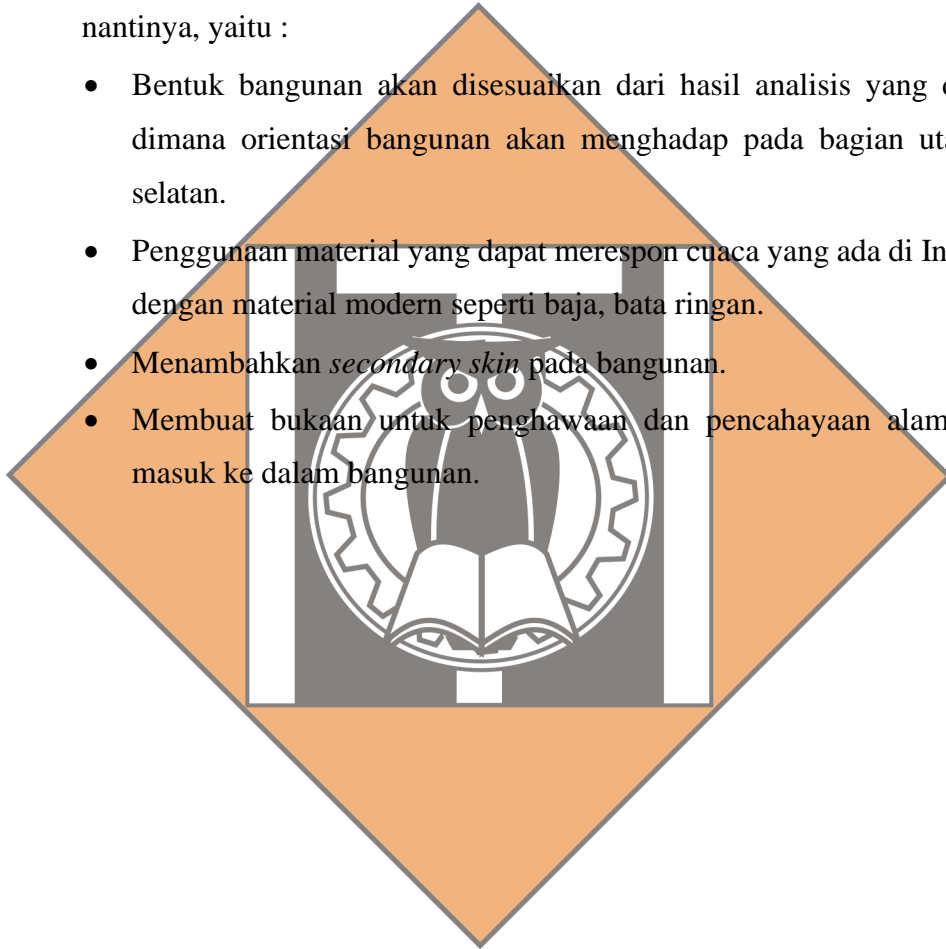 nantinya, yaitu :
• Bentuk bangunan akan disesuaikan dari hasil analisis yang
dimana orientasi bangunan akan menghadap pada bagian
selatan.
• Penggunaan material yang dapat merespon cuaca yang ada di
dengan material modern seperti baja, bata ringan.
• Menambahkan secondary skin pada bangunan.
• Membuat bukaan untuk penghawaan dan pencahayaan
masuk ke dalam bangunan.